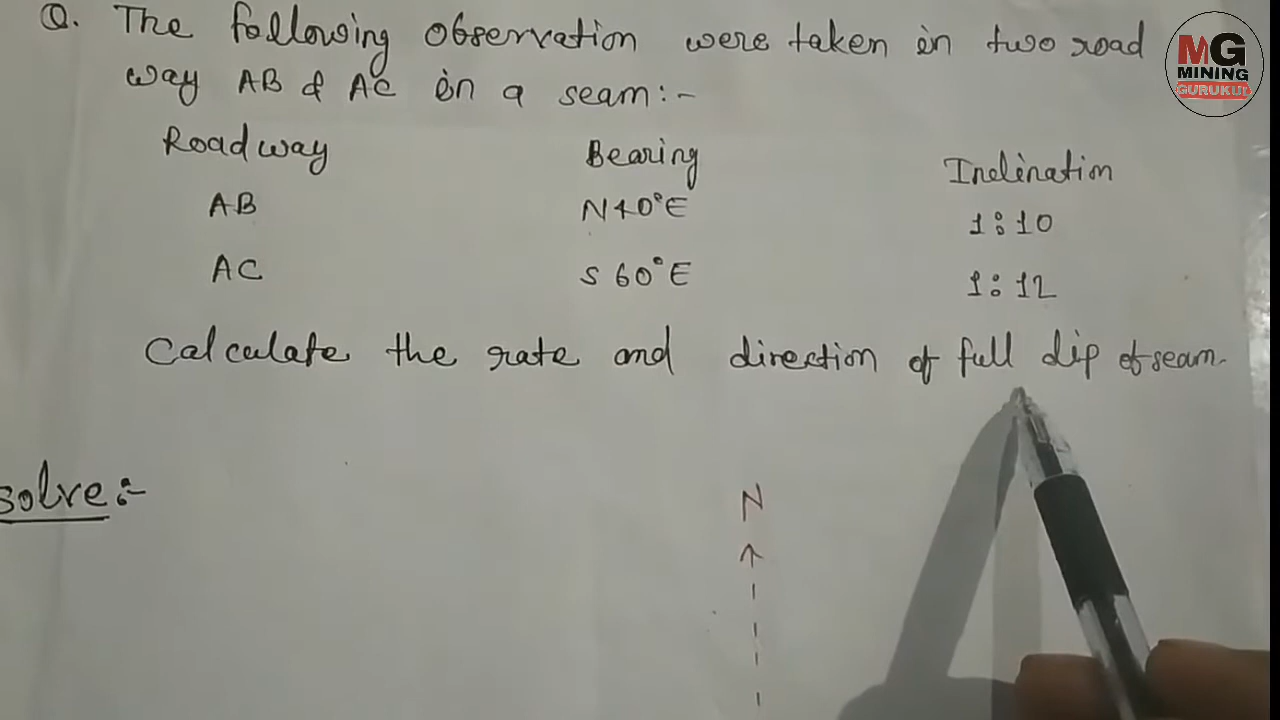 Q. The following observation were taken in two road
way AB & AC in a seam:-
Roadway Bearing Inclination
AB N40°E 1:10
AC S60°E 1:12
Calculate the rate and direction of full dip of seam.
solve:-
N
MG
MINING
GURUKUL